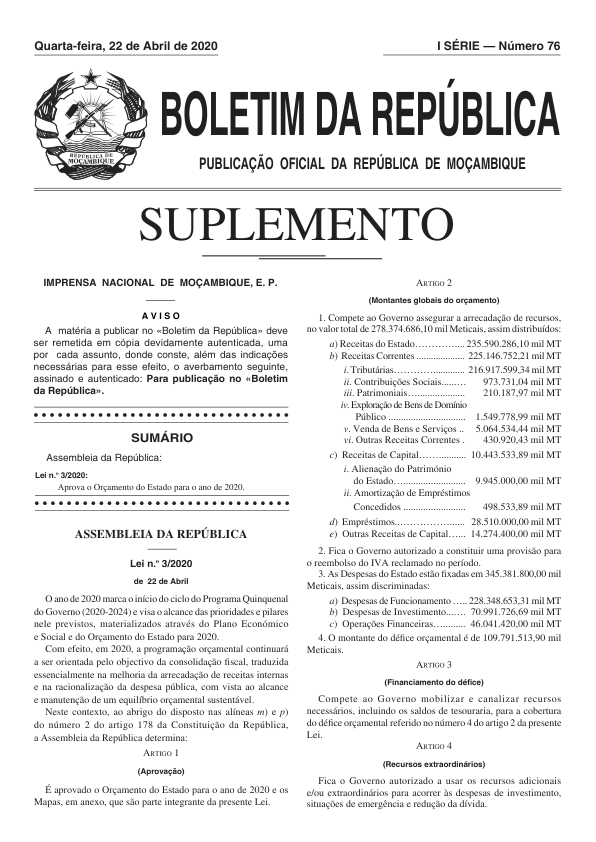 Quarta-feira, 22 de Abril de 2020
I SÉRIE — Número 76
REPÚBLICA DE
MOÇAMBIQUE
BOLETIM DA REPÚBLICA
PUBLICAÇÃO OFICIAL DA REPÚBLICA DE MOÇAMBIQUE
SUPLEMENTO
IMPRENSA NACIONAL DE MOÇAMBIQUE, E. P.
AVISO
A matéria a publicar no «Boletim da República» deve
ser remetida em cópia devidamente autenticada, uma
por cada assunto, donde conste, além das indicações
necessárias para esse efeito, o averbamento seguinte,
assinado e autenticado: Para publicação no «Boletim
da República».
SUMÁRIO
Assembleia da República:
Lei n.º 3/2020:
Aprova o Orçamento do Estado para o ano de 2020.
ASSEMBLEIA DA REPÚBLICA
Lei n.º 3/2020
de 22 de Abril
O ano de 2020 marca o início do ciclo do Programa Quinquenal
do Governo (2020-2024) e visa o alcance das prioridades e pilares
nele previstos, materializados através do Plano Económico
e Social e do Orçamento do Estado para 2020.
Com efeito, em 2020, a programação orçamental continuará
a ser orientada pelo objectivo da consolidação fiscal, traduzida
essencialmente na melhoria da arrecadação de receitas internas
e na racionalização da despesa pública, com vista ao alcance
e manutenção de um equilíbrio orçamental sustentável.
Neste contexto, ao abrigo do disposto nas alíneas m) e p)
do número 2 do artigo 178 da Constituição da República,
a Assembleia da República determina:
ARTIGO 1
(Aprovação)
É aprovado o Orçamento do Estado para o ano de 2020 e os
Mapas, em anexo, que são parte integrante da presente Lei.
ARTIGO 2
(Montantes globais do orçamento)
1. Compete ao Governo assegurar a arrecadação de recursos,
no valor total de 278.374.686,10 mil Meticais, assim distribuídos:
a) Receitas do Estado................ 235.590.286,10 mil MT
b) Receitas Correntes ................... 225.146.752,21 mil MT
i. Tributárias........................ 216.917.599,34 mil MT
ii. Contribuições Sociais......... 973.731,04 mil MT
iii. Patrimoniais....................... 210.187,97 mil MT
iv. Exploração de Bens de Domínio
Público ............................... 1.549.778,99 mil MT
v. Venda de Bens e Serviços .. 5.064.534,44 mil MT
vi. Outras Receitas Correntes . 430.920,43 mil MT
c) Receitas de Capital................. 10.443.533,89 mil MT
i. Alienação do Património
do Estado........................... 9.945.000,00 mil MT
ii. Amortização de Empréstimos
Concedidos ......................... 498.533,89 mil MT
d) Empréstimos........................ 28.510.000,00 mil MT
e) Outras Receitas de Capital...... 14.274.400,00 mil MT
2. Fica o Governo autorizado a constituir uma provisão para
o reembolso do IVA reclamado no período.
3. As Despesas do Estado estão fixadas em 345.381.800,00 mil
Meticais, assim discriminadas:
a) Despesas de Funcionamento ..... 228.348.653,31 mil MT
b) Despesas de Investimento....... 70.991.726,69 mil MT
c) Operações Financeiras............ 46.041.420,00 mil MT
4. O montante do défice orçamental é de 109.791.513,90 mil
Meticais.
ARTIGO 3
(Financiamento do défice)
Compete ao Governo mobilizar e canalizar recursos
necessários, incluindo os saldos de tesouraria, para a cobertura
do défice orçamental referido no número 4 do artigo 2 da presente
Lei.
ARTIGO 4
(Recursos extraordinários)
Fica o Governo autorizado a usar os recursos adicionais
e/ou extraordinários para acorrer às despesas de investimento,
situações de emergência e redução da dívida.